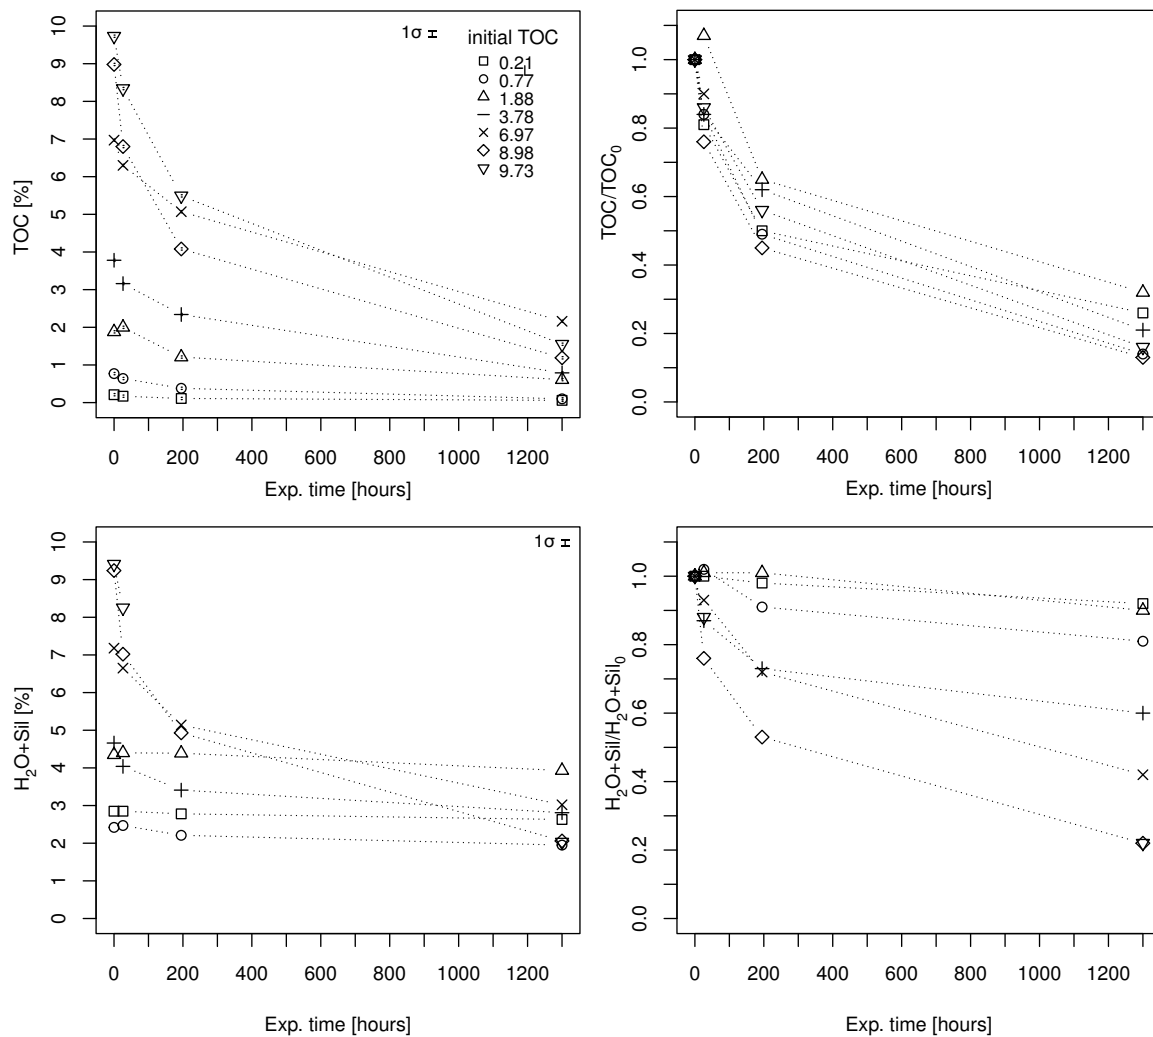 1σ
initial TOC
0.21
0.77
1.88
3.78
6.97
8.98
9.73
TOC [%]
0 1 2 3 4 5 6 7 8 9 10
0 200 400 600 800 1000 1200
Exp. time [hours]
TOC/TOC₀
0.0 0.2 0.4 0.6 0.8 1.0
0 200 400 600 800 1000 1200
Exp. time [hours]
1σ
H₂O+Sil [%]
0 1 2 3 4 5 6 7 8 9 10
0 200 400 600 800 1000 1200
Exp. time [hours]
H₂O+Sil/H₂O+Sil₀
0.0 0.2 0.4 0.6 0.8 1.0
0 200 400 600 800 1000 1200
Exp. time [hours]